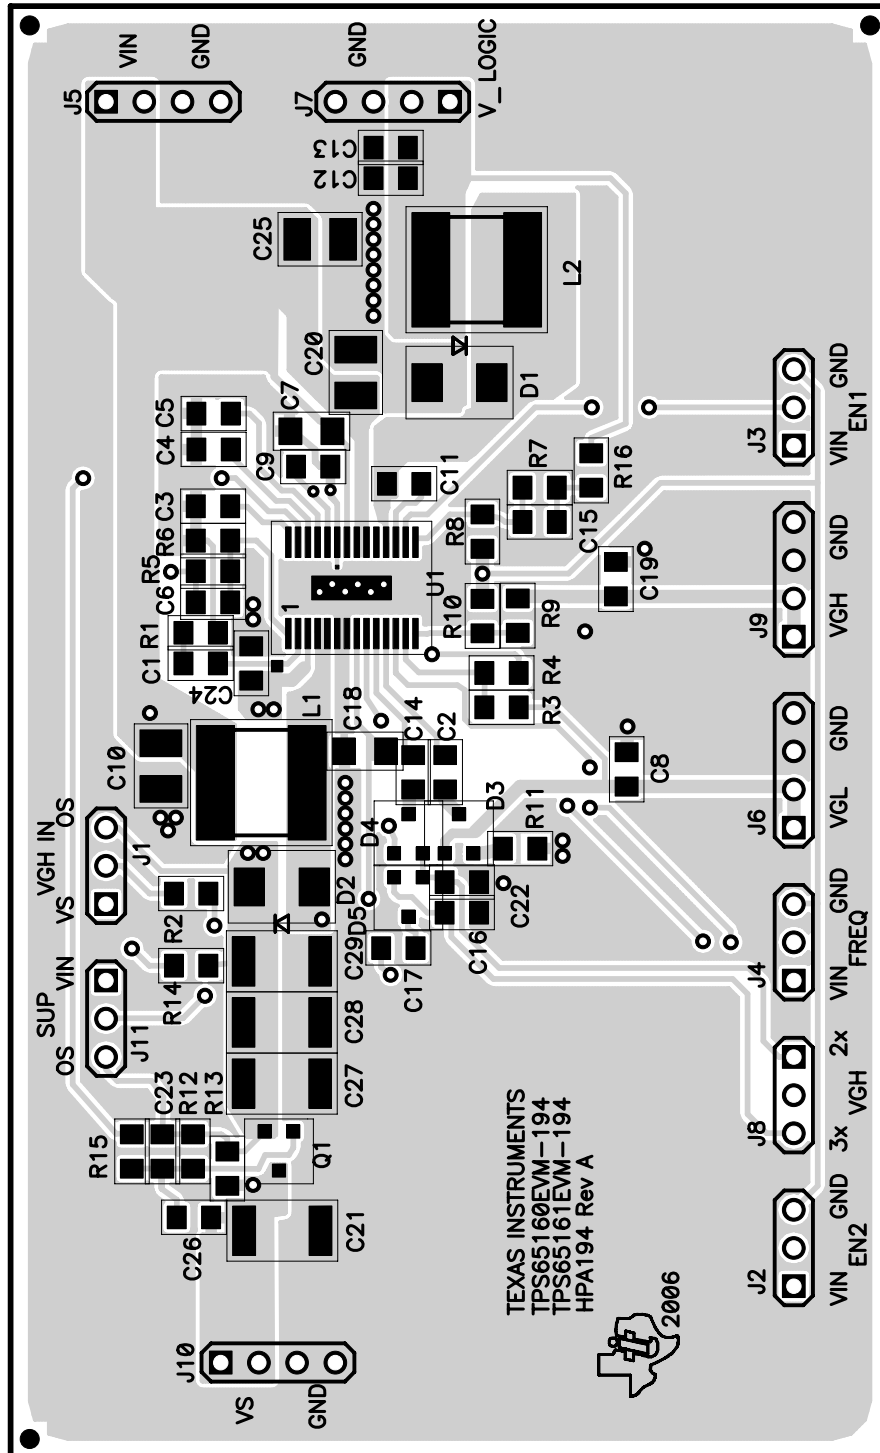 J5
VIN
GND
J7
GND
V_LOGIC
C13
C12
C25
L2
C20
D1
C5
C4
C7
C9
C11
C3
R6
R5
C6
R1
C1
C24
1
U1
R8
R7
C15
R16
R10
R9
C19
R4
R3
J3
VIN
GND
EN1
J9
VGH
GND
C10
L1
C18
C14
C2
D4
D3
R11
C8
J6
VGL
GND
VGH IN
VS
OS
J1
R2
D2
D5
C22
C16
C17
SUP
OS
VIN
J11
R14
C29
C28
C27
J4
VIN
GND
FREQ
J8
3x
2x
VGH
R15
C23
R12
R13
Q1
C26
C21
TEXAS INSTRUMENTS
TPS65160EVM-194
TPS65161EVM-194
HPA194 Rev A
2006
J2
VIN
GND
EN2
J10
VS
GND